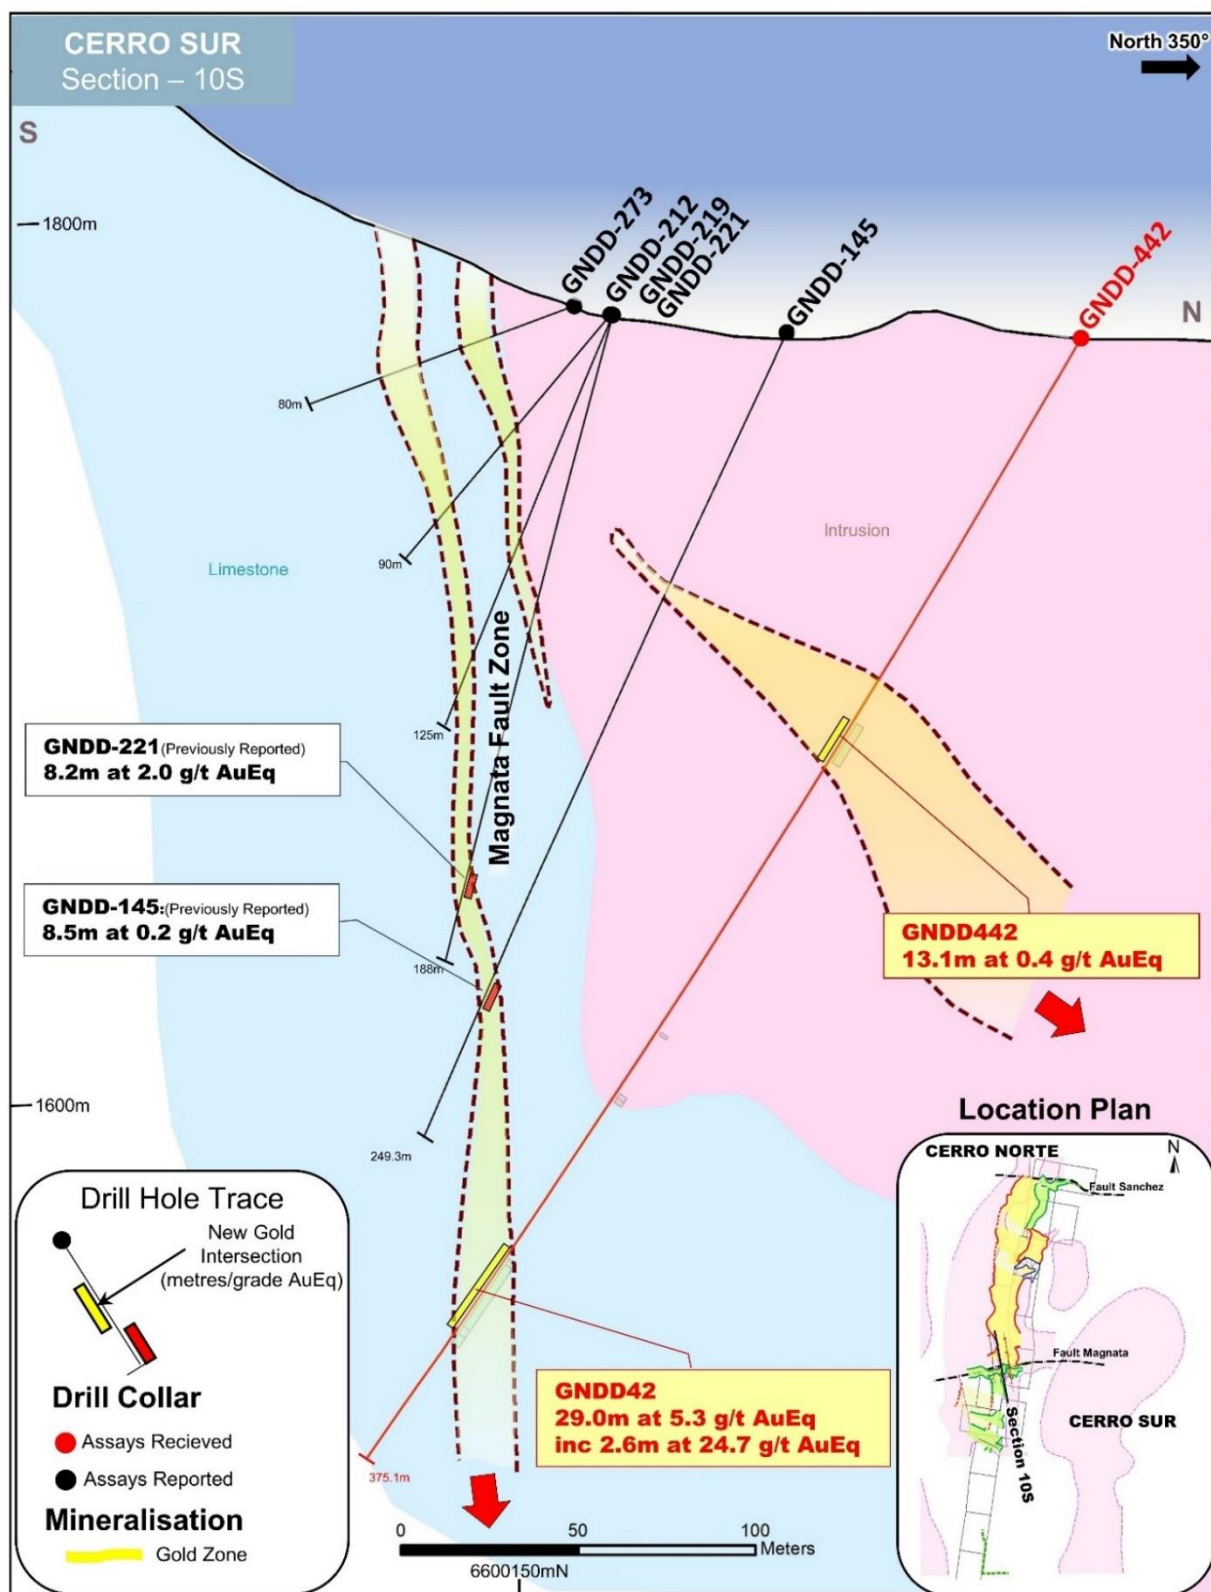 CERRO SUR
Section – 10S
North 350°
S
N
1800m
GNDD-273
GNDD-212
GNDD-219
GNDD-221
GNDD-145
GNDD-442
80m
90m
Limestone
Intrusion
Magnata Fault Zone
125m
GNDD-221(Previously Reported)
8.2m at 2.0 g/t AuEq
GNDD-145:(Previously Reported)
8.5m at 0.2 g/t AuEq
188m
GNDD442
13.1m at 0.4 g/t AuEq
1600m
249.3m
Location Plan
CERRO NORTE
N
Fault Sanchez
Fault Magnata
CERRO SUR
Section 10S
Drill Hole Trace
New Gold
Intersection
(metres/grade AuEq)
Drill Collar
Assays Recieved
Assays Reported
Mineralisation
Gold Zone
GNDD42
29.0m at 5.3 g/t AuEq
inc 2.6m at 24.7 g/t AuEq
375.1m
0
50
100
Meters
6600150mN